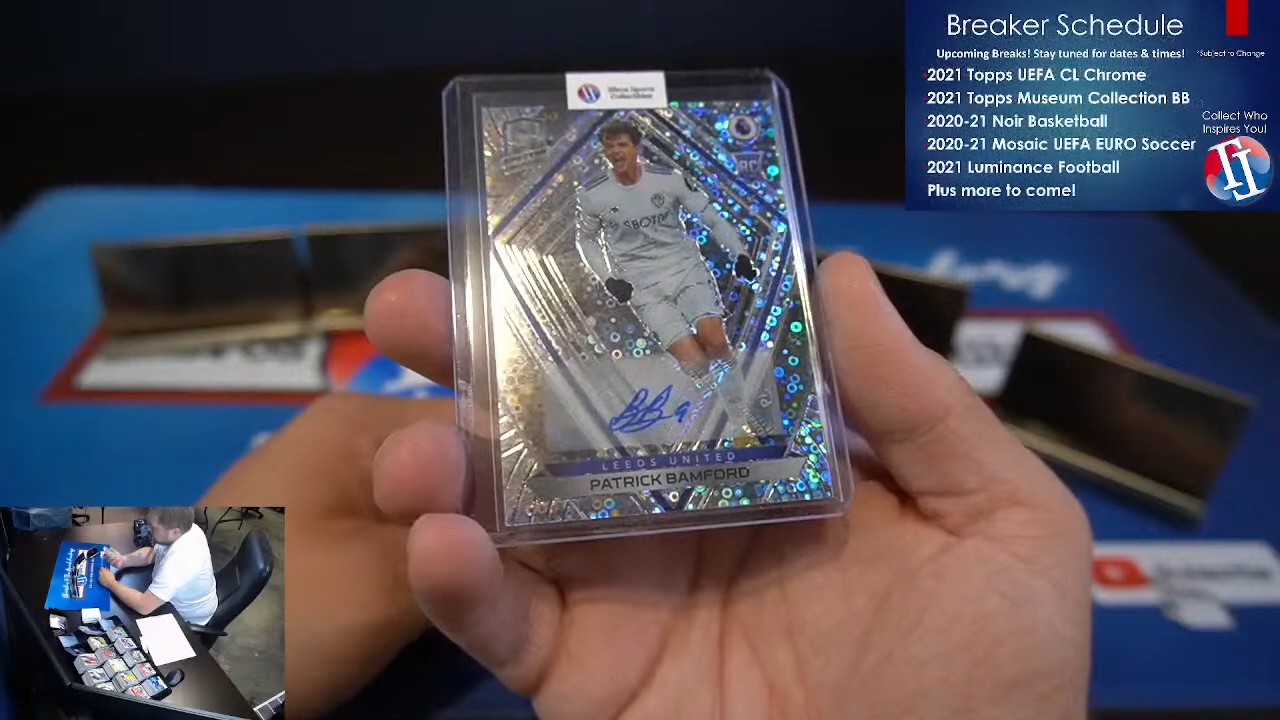 Breaker Schedule
Upcoming Breaks! Stay tuned for dates & times!
*Subject to Change
2021 Topps UEFA CL Chrome
2021 Topps Museum Collection BB
2020-21 Noir Basketball
2020-21 Mosaic UEFA EURO Soccer
2021 Luminance Football
Plus more to come!
Collect Who
Inspires You!
RC
SBOTOP
BB 9
LEEDS UNITED
PATRICK BAMFORD